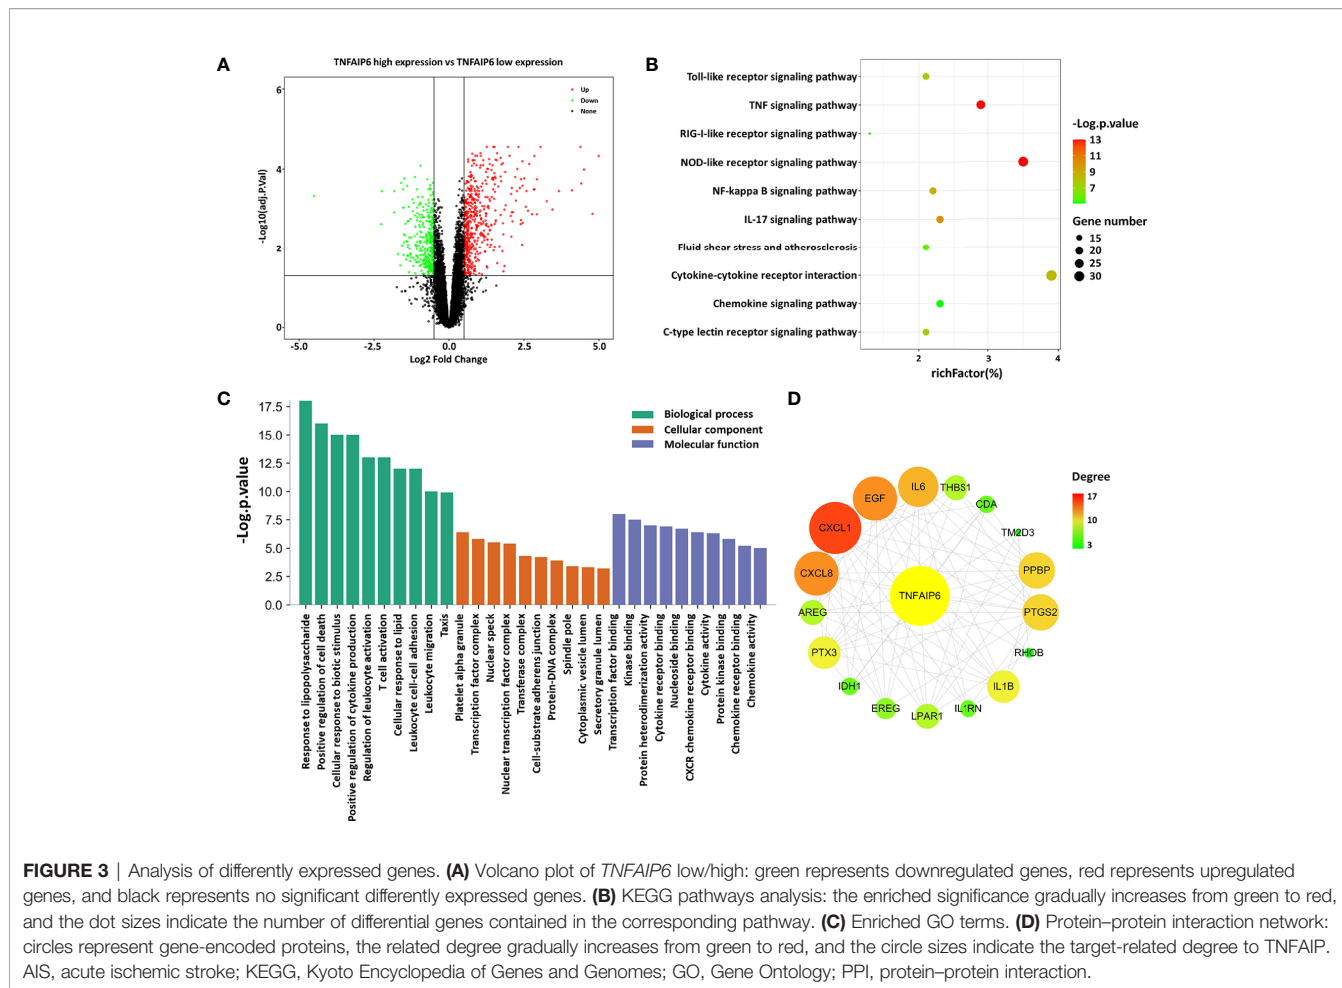 A
TNFAIP6 high expression vs TNFAIP6 low expression
6
4
2
0
-Log10(adj.P.Val)
Up
Down
None
-5.0
-2.5
0.0
2.5
5.0
Log2 Fold Change
B
Toll-like receptor signaling pathway
TNF signaling pathway
RIG-I-like receptor signaling pathway
NOD-like receptor signaling pathway
NF-kappa B signaling pathway
IL-17 signaling pathway
Fluid shear stress and atherosclerosis
Cytokine-cytokine receptor interaction
Chemokine signaling pathway
C-type lectin receptor signaling pathway
2
3
4
richFactor(%)
-Log.p.value
13
11
9
7
Gene number
15
20
25
30
C
17.5
15.0
12.5
10.0
7.5
5.0
2.5
0.0
-Log.p.value
Biological process
Cellular component
Molecular function
Response to lipopolysaccharide
Positive regulation of cell death
Cellular response to biotic stimulus
Positive regulation of cytokine production
Regulation of leukocyte activation
T cell activation
Cellular response to lipid
Leukocyte cell-cell adhesion
Leukocyte migration
Taxis
Platelet alpha granule
Transcription factor complex
Nuclear speck
Nuclear transcription factor complex
Transferase complex
Cell-substrate adherens junction
Protein-DNA complex
Spindle pole
Cytoplasmic vesicle lumen
Secretory granule lumen
Transcription factor binding
Kinase binding
Protein heterodimerization activity
Cytokine receptor binding
Nucleoside binding
CXCR chemokine receptor binding
Cytokine activity
Protein kinase binding
Chemokine receptor binding
Chemokine activity
D
IL6
THBS1
EGF
CDA
CXCL1
TM2D3
CXCL8
PPBP
TNFAIP6
AREG
PTGS2
PTX3
RHOB
IDH1
IL1B
EREG
LPAR1
IL1RN
Degree
17
10
3
FIGURE 3 | Analysis of differently expressed genes. (A) Volcano plot of TNFAIP6 low/high: green represents downregulated genes, red represents upregulated
genes, and black represents no significant differently expressed genes. (B) KEGG pathways analysis: the enriched significance gradually increases from green to red,
and the dot sizes indicate the number of differential genes contained in the corresponding pathway. (C) Enriched GO terms. (D) Protein–protein interaction network:
circles represent gene-encoded proteins, the related degree gradually increases from green to red, and the circle sizes indicate the target-related degree to TNFAIP.
AIS, acute ischemic stroke; KEGG, Kyoto Encyclopedia of Genes and Genomes; GO, Gene Ontology; PPI, protein–protein interaction.